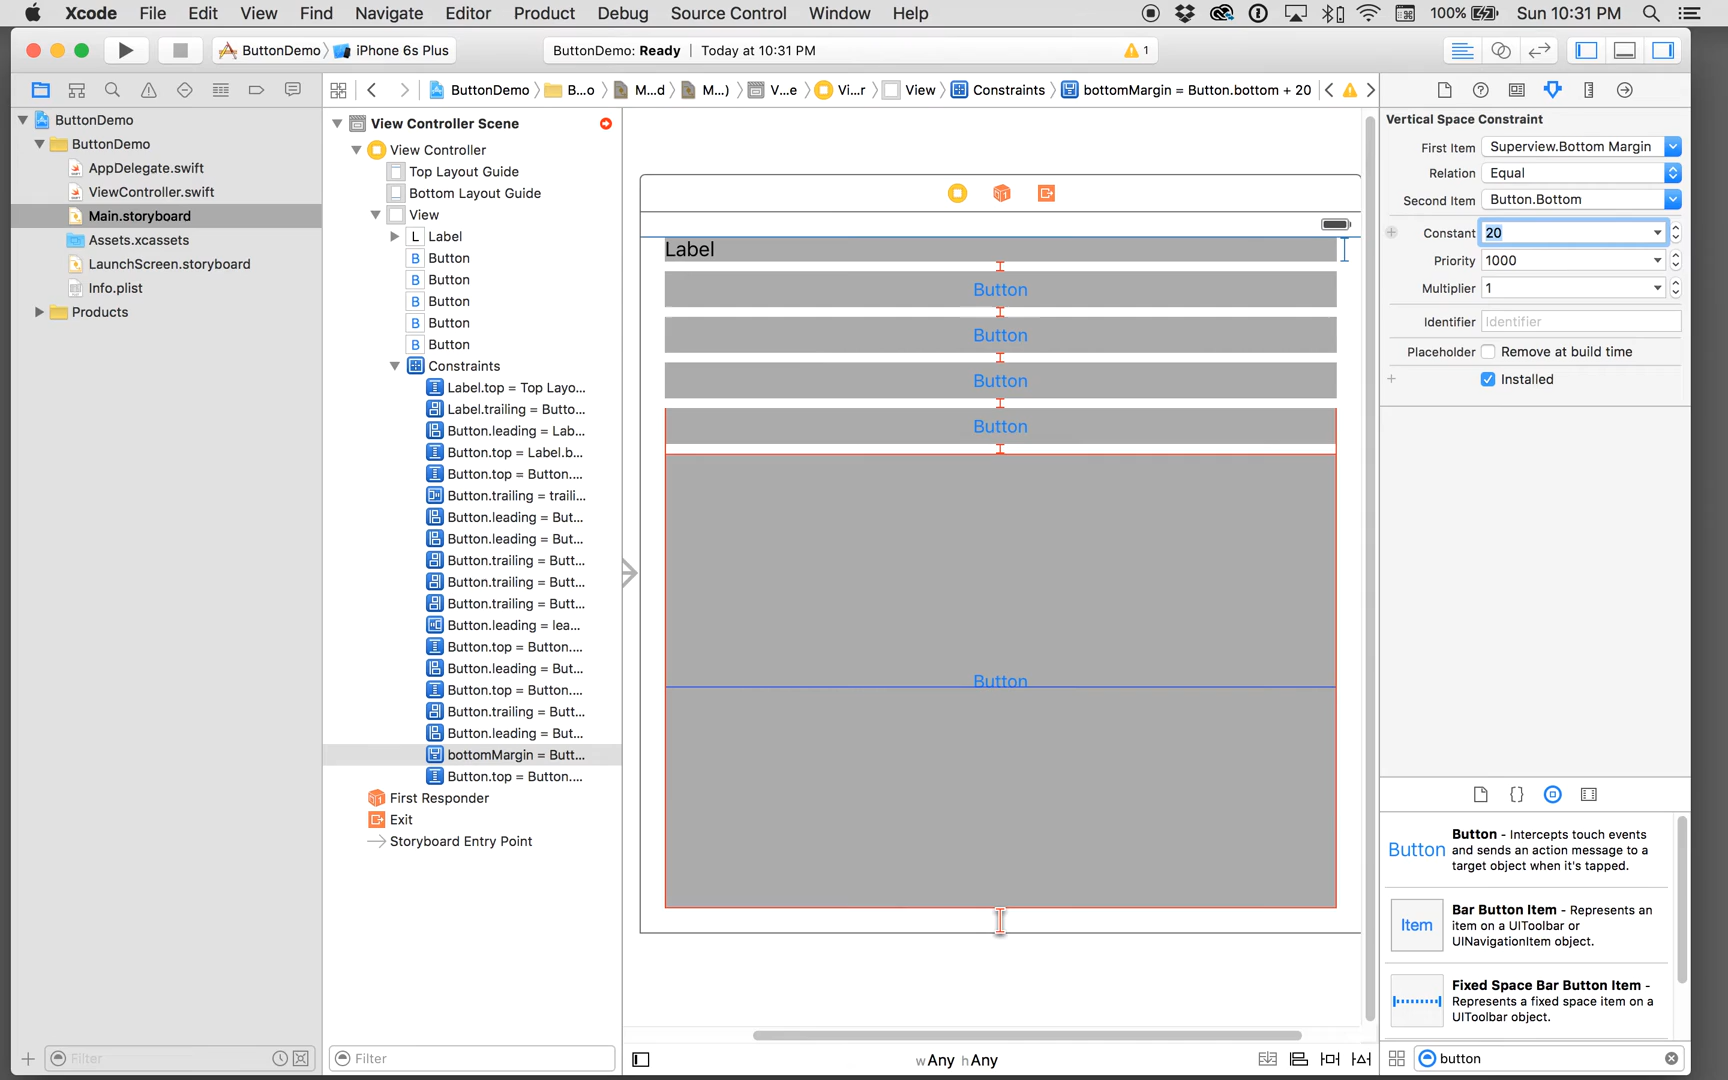 Xcode File Edit View Find Navigate Editor Product Debug Source Control Window Help 100% Sun 10:31 PM
ButtonDemo iPhone 6s Plus ButtonDemo: Ready Today at 10:31 PM 1
ButtonDemo B...o M...d M...) V...e Vi...r View Constraints bottomMargin = Button.bottom + 20
ButtonDemo
ButtonDemo
AppDelegate.swift
ViewController.swift
Main.storyboard
Assets.xcassets
LaunchScreen.storyboard
Info.plist
Products
Filter
View Controller Scene
View Controller
Top Layout Guide
Bottom Layout Guide
View
L Label
B Button
B Button
B Button
B Button
B Button
Constraints
Label.top = Top Layo...
Label.trailing = Butto...
Button.leading = Lab...
Button.top = Label.b...
Button.top = Button....
Button.trailing = traili...
Button.leading = But...
Button.leading = But...
Button.trailing = Butt...
Button.trailing = Butt...
Button.trailing = Butt...
Button.leading = lea...
Button.top = Button....
Button.leading = But...
Button.top = Button....
Button.trailing = Butt...
Button.leading = But...
bottomMargin = Butt...
Button.top = Button....
First Responder
Exit
Storyboard Entry Point
Filter
Label
Button
Button
Button
Button
Button
wAny hAny
Vertical Space Constraint
First Item Superview.Bottom Margin
Relation Equal
Second Item Button.Bottom
Constant 20
Priority 1000
Multiplier 1
Identifier Identifier
Placeholder Remove at build time
Installed
Button
Button - Intercepts touch events
and sends an action message to a
target object when it's tapped.
Item
Bar Button Item - Represents an
item on a UIToolbar or
UINavigationItem object.
Fixed Space Bar Button Item -
Represents a fixed space item on a
UIToolbar object.
button